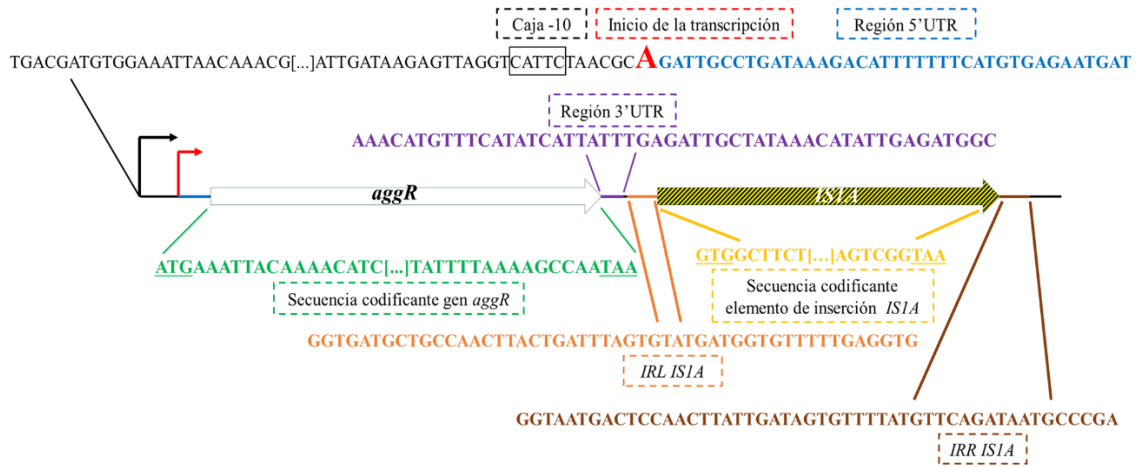 Caja -10
Inicio de la transcripción
Región 5’UTR
TGACGATGTGGAAATTAACAAACG[...]ATTGATAAGAGTTAGGTCATTCTAACGCAGATTGCCTGATAAAGACATTTTTTTCATGTGAGAATGAT
Región 3’UTR
AAACATGTTTCATATCATTATTTGAGATTGCTATAAACATATTGAGATGGC
aggR
IS1A
ATGAAATTACAAAACATC[...]TATTTTAAAAGCCAATAA
GTGGCTTCT[...]AGTCGGTAA
Secuencia codificante gen aggR
Secuencia codificante
elemento de inserción IS1A
GGTGATGCTGCCAACTTACTGATTTAGTGTATGATGGTGTTTTTGAGGTG
IRL IS1A
GGTAATGACTCCAACTTATTGATAGTGTTTTATGTTCAGATAATGCCCGA
IRR IS1A